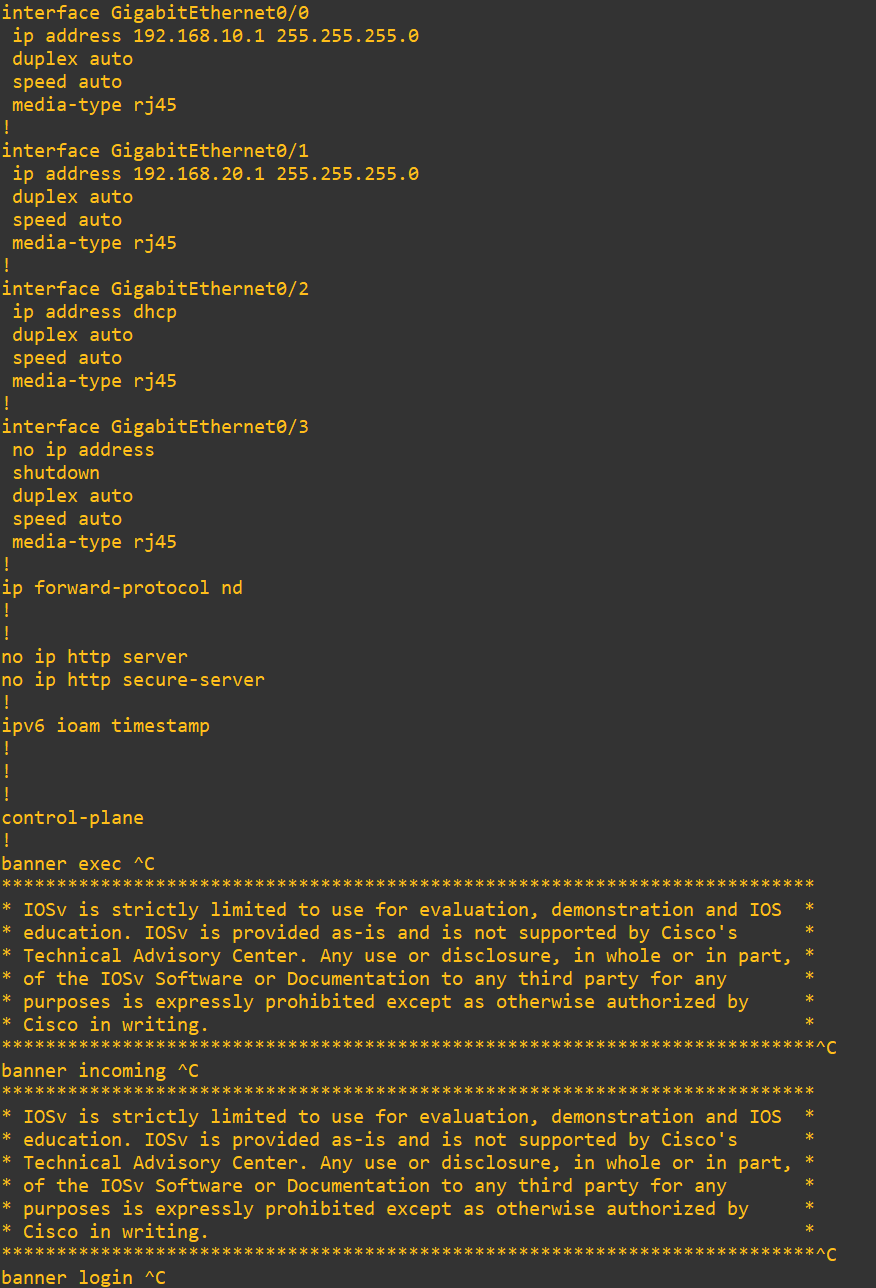 interface GigabitEthernet0/0
 ip address 192.168.10.1 255.255.255.0
 duplex auto
 speed auto
 media-type rj45
!
interface GigabitEthernet0/1
 ip address 192.168.20.1 255.255.255.0
 duplex auto
 speed auto
 media-type rj45
!
interface GigabitEthernet0/2
 ip address dhcp
 duplex auto
 speed auto
 media-type rj45
!
interface GigabitEthernet0/3
 no ip address
 shutdown
 duplex auto
 speed auto
 media-type rj45
!
ip forward-protocol nd
!
!
no ip http server
no ip http secure-server
!
ipv6 ioam timestamp
!
!
!
control-plane
!
banner exec ^C
**************************************************************************
* IOSv is strictly limited to use for evaluation, demonstration and IOS  *
* education. IOSv is provided as-is and is not supported by Cisco's      *
* Technical Advisory Center. Any use or disclosure, in whole or in part, *
* of the IOSv Software or Documentation to any third party for any       *
* purposes is expressly prohibited except as otherwise authorized by     *
* Cisco in writing.                                                      *
**************************************************************************^C
banner incoming ^C
**************************************************************************
* IOSv is strictly limited to use for evaluation, demonstration and IOS  *
* education. IOSv is provided as-is and is not supported by Cisco's      *
* Technical Advisory Center. Any use or disclosure, in whole or in part, *
* of the IOSv Software or Documentation to any third party for any       *
* purposes is expressly prohibited except as otherwise authorized by     *
* Cisco in writing.                                                      *
**************************************************************************^C
banner login ^C